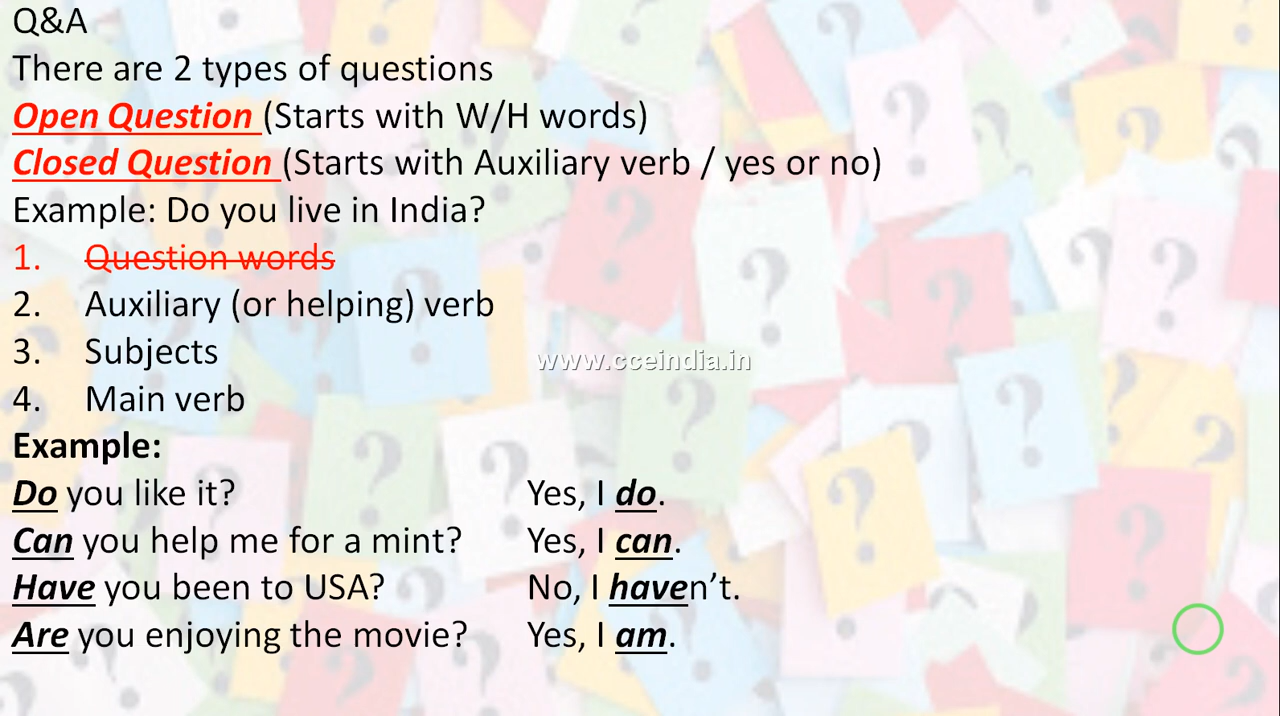 Q&A
There are 2 types of questions
Open Question (Starts with W/H words)
Closed Question (Starts with Auxiliary verb / yes or no)
Example: Do you live in India?
1. Question words
2. Auxiliary (or helping) verb
3. Subjects
www.cceindia.in
4. Main verb
Example:
Do you like it? Yes, I do.
Can you help me for a mint? Yes, I can.
Have you been to USA? No, I haven’t.
Are you enjoying the movie? Yes, I am.